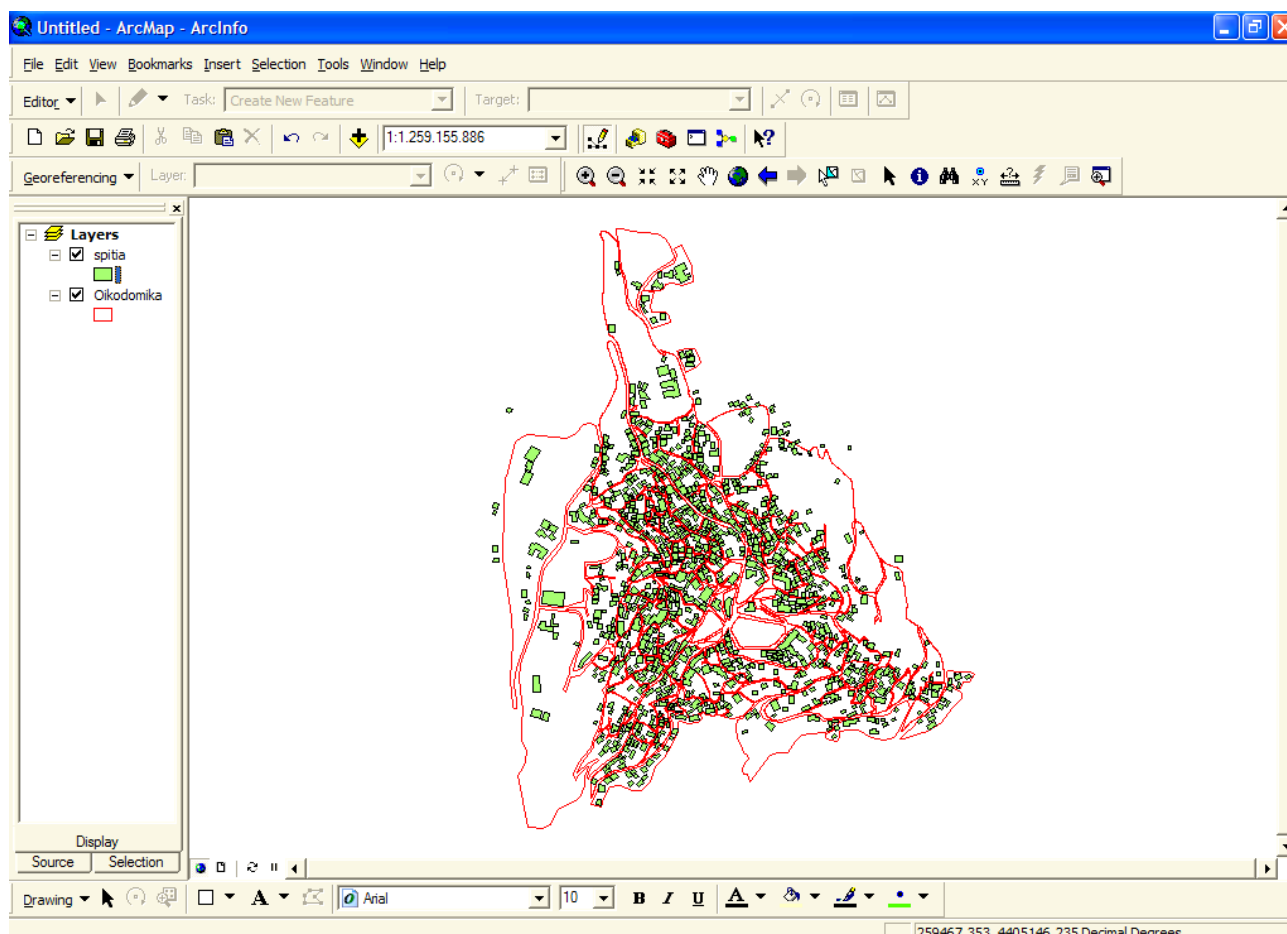 Untitled - ArcMap - ArcInfo
File Edit View Bookmarks Insert Selection Tools Window Help
Editor Task: Create New Feature Target:
1:1.259.155.886
Georeferencing Layer:
XY
Layers
spitia
Oikodomika
Display
Source Selection
Drawing A Arial 10 B I U A
259467,353 4405146,235 Decimal Degrees